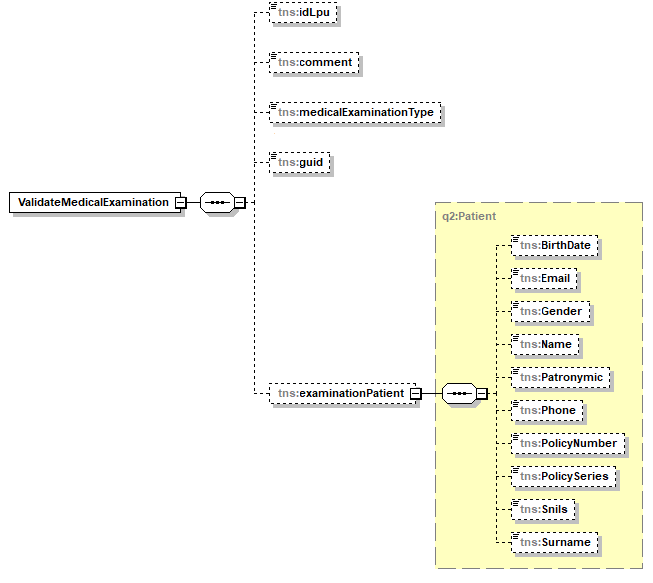 tns:idLpu
tns:comment
tns:medicalExaminationType
tns:guid
ValidateMedicalExamination
q2:Patient
tns:BirthDate
tns:Email
tns:Gender
tns:Name
tns:Patronymic
tns:examinationPatient
tns:Phone
tns:PolicyNumber
tns:PolicySeries
tns:Snils
tns:Surname